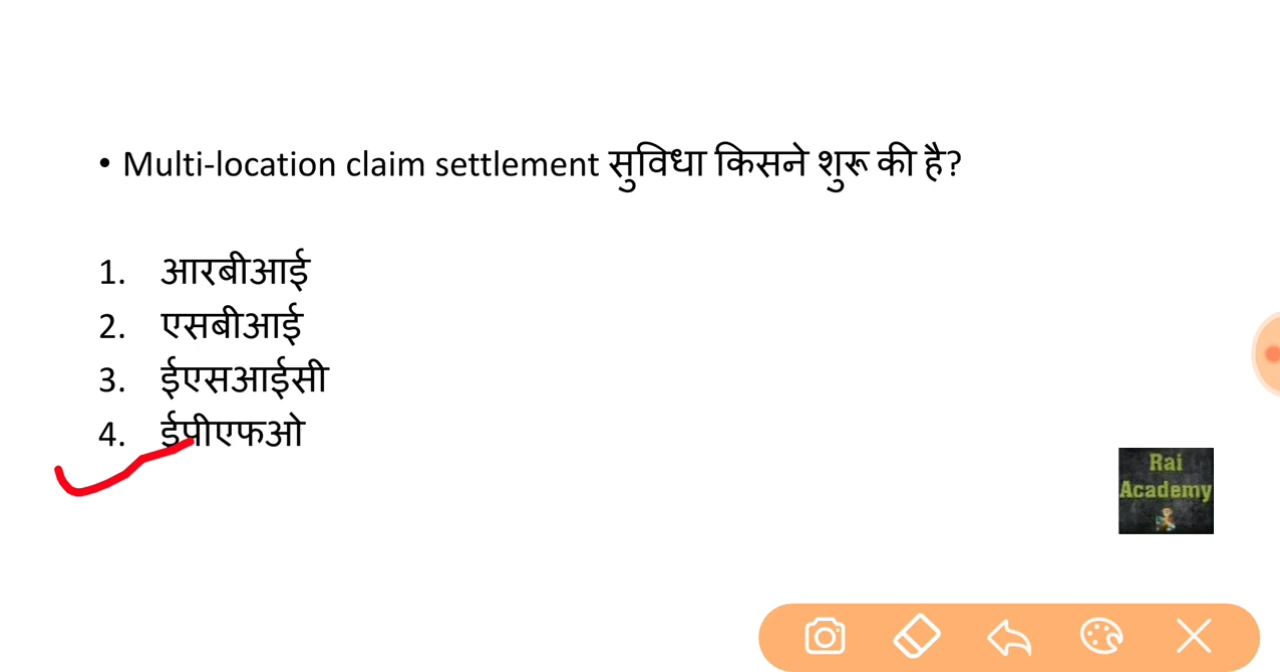 • Multi-location claim settlement सुविधा किसने शुरू की है?
1. आरबीआई
2. एसबीआई
3. ईएसआईसी
4. ईपीएफओ
Rai
Academy